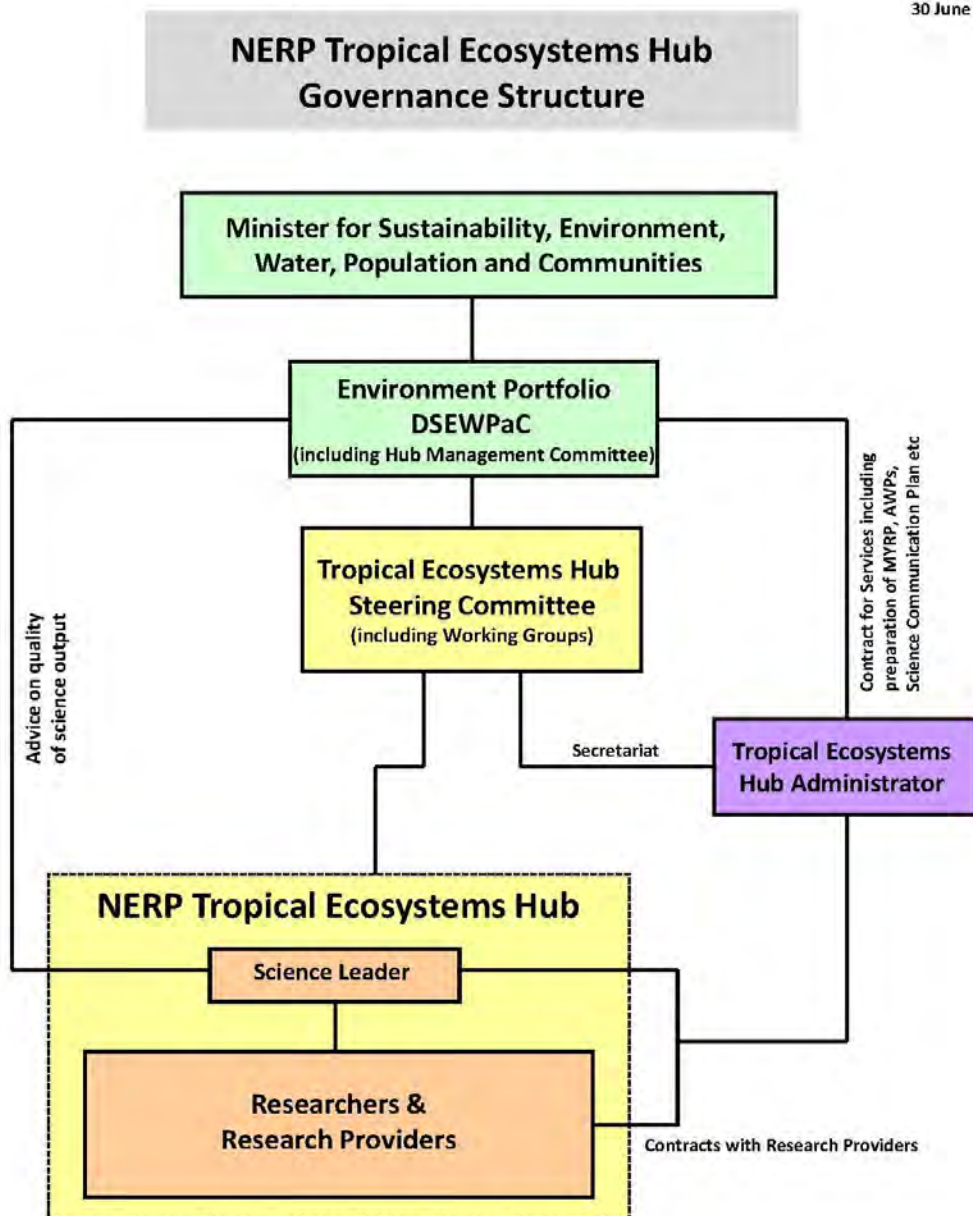 30 June
NERP Tropical Ecosystems Hub
Governance Structure
Minister for Sustainability, Environment,
Water, Population and Communities
Environment Portfolio
DSEWPaC
(including Hub Management Committee)
Tropical Ecosystems Hub
Steering Committee
(including Working Groups)
Advice on quality
of science output
Contract for Services including
preparation of MYRP, AWPs,
Science Communication Plan etc
Secretariat
Tropical Ecosystems
Hub Administrator
NERP Tropical Ecosystems Hub
Science Leader
Researchers &
Research Providers
Contracts with Research Providers